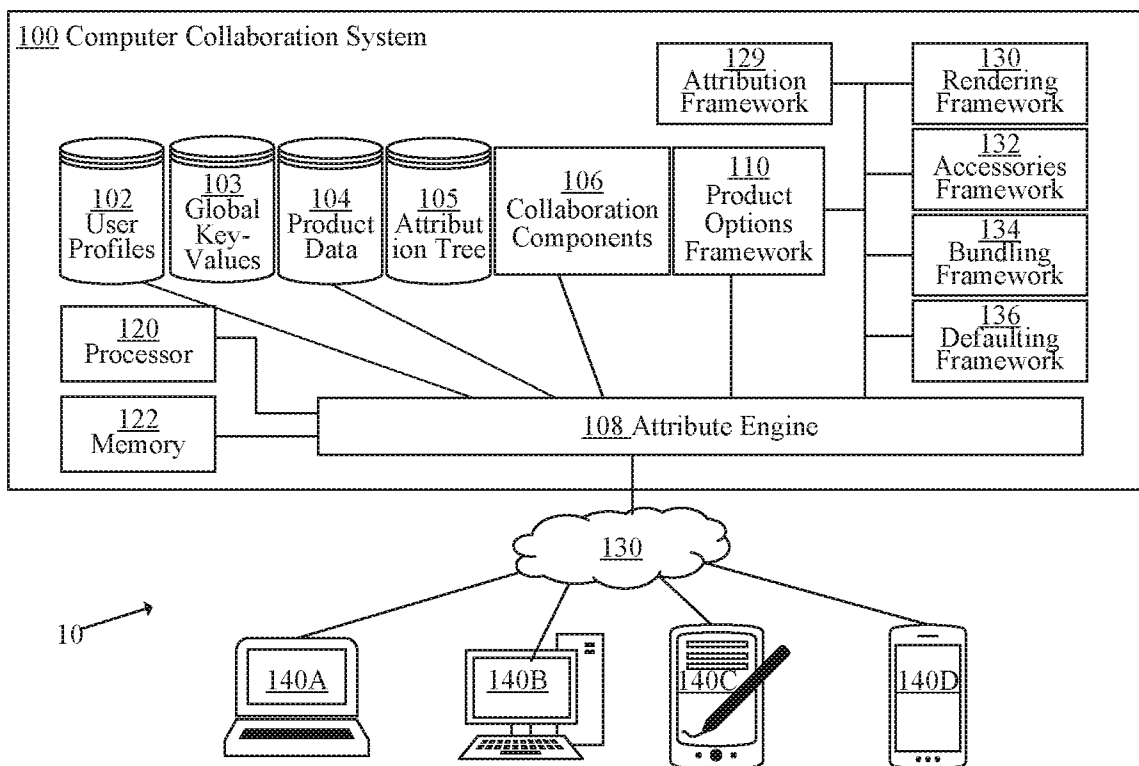 100 Computer Collaboration System
129
Attribution
Framework
130
Rendering
Framework
132
Accessories
Framework
134
Bundling
Framework
136
Defaulting
Framework
102
User
Profiles
103
Global
Key-
Values
104
Product
Data
105
Attribut
ion Tree
106
Collaboration
Components
110
Product
Options
Framework
120
Processor
122
Memory
108 Attribute Engine
130
10
140A
140B
140C
140D